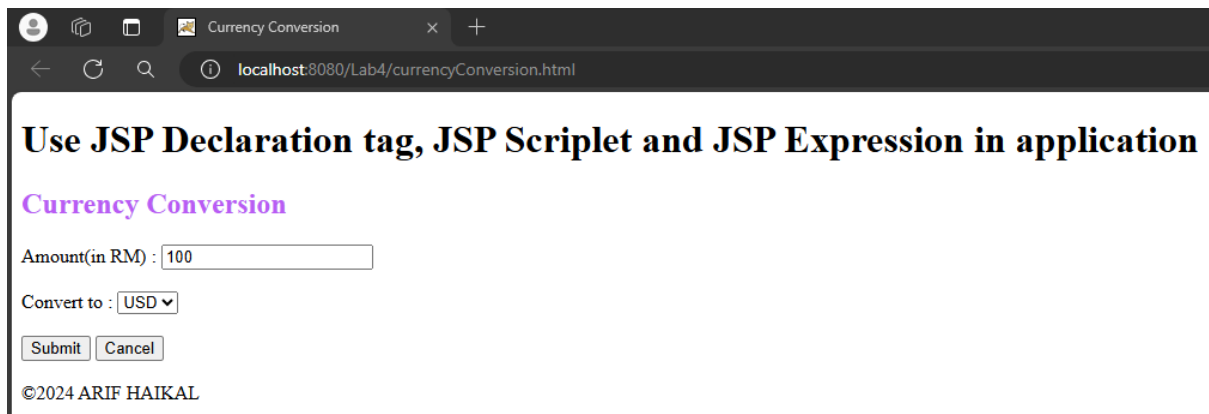 Currency Conversion
localhost:8080/Lab4/currencyConversion.html
Use JSP Declaration tag, JSP Scriplet and JSP Expression in application
Currency Conversion
Amount(in RM) : 100
Convert to : USD
Submit Cancel
©2024 ARIF HAIKAL